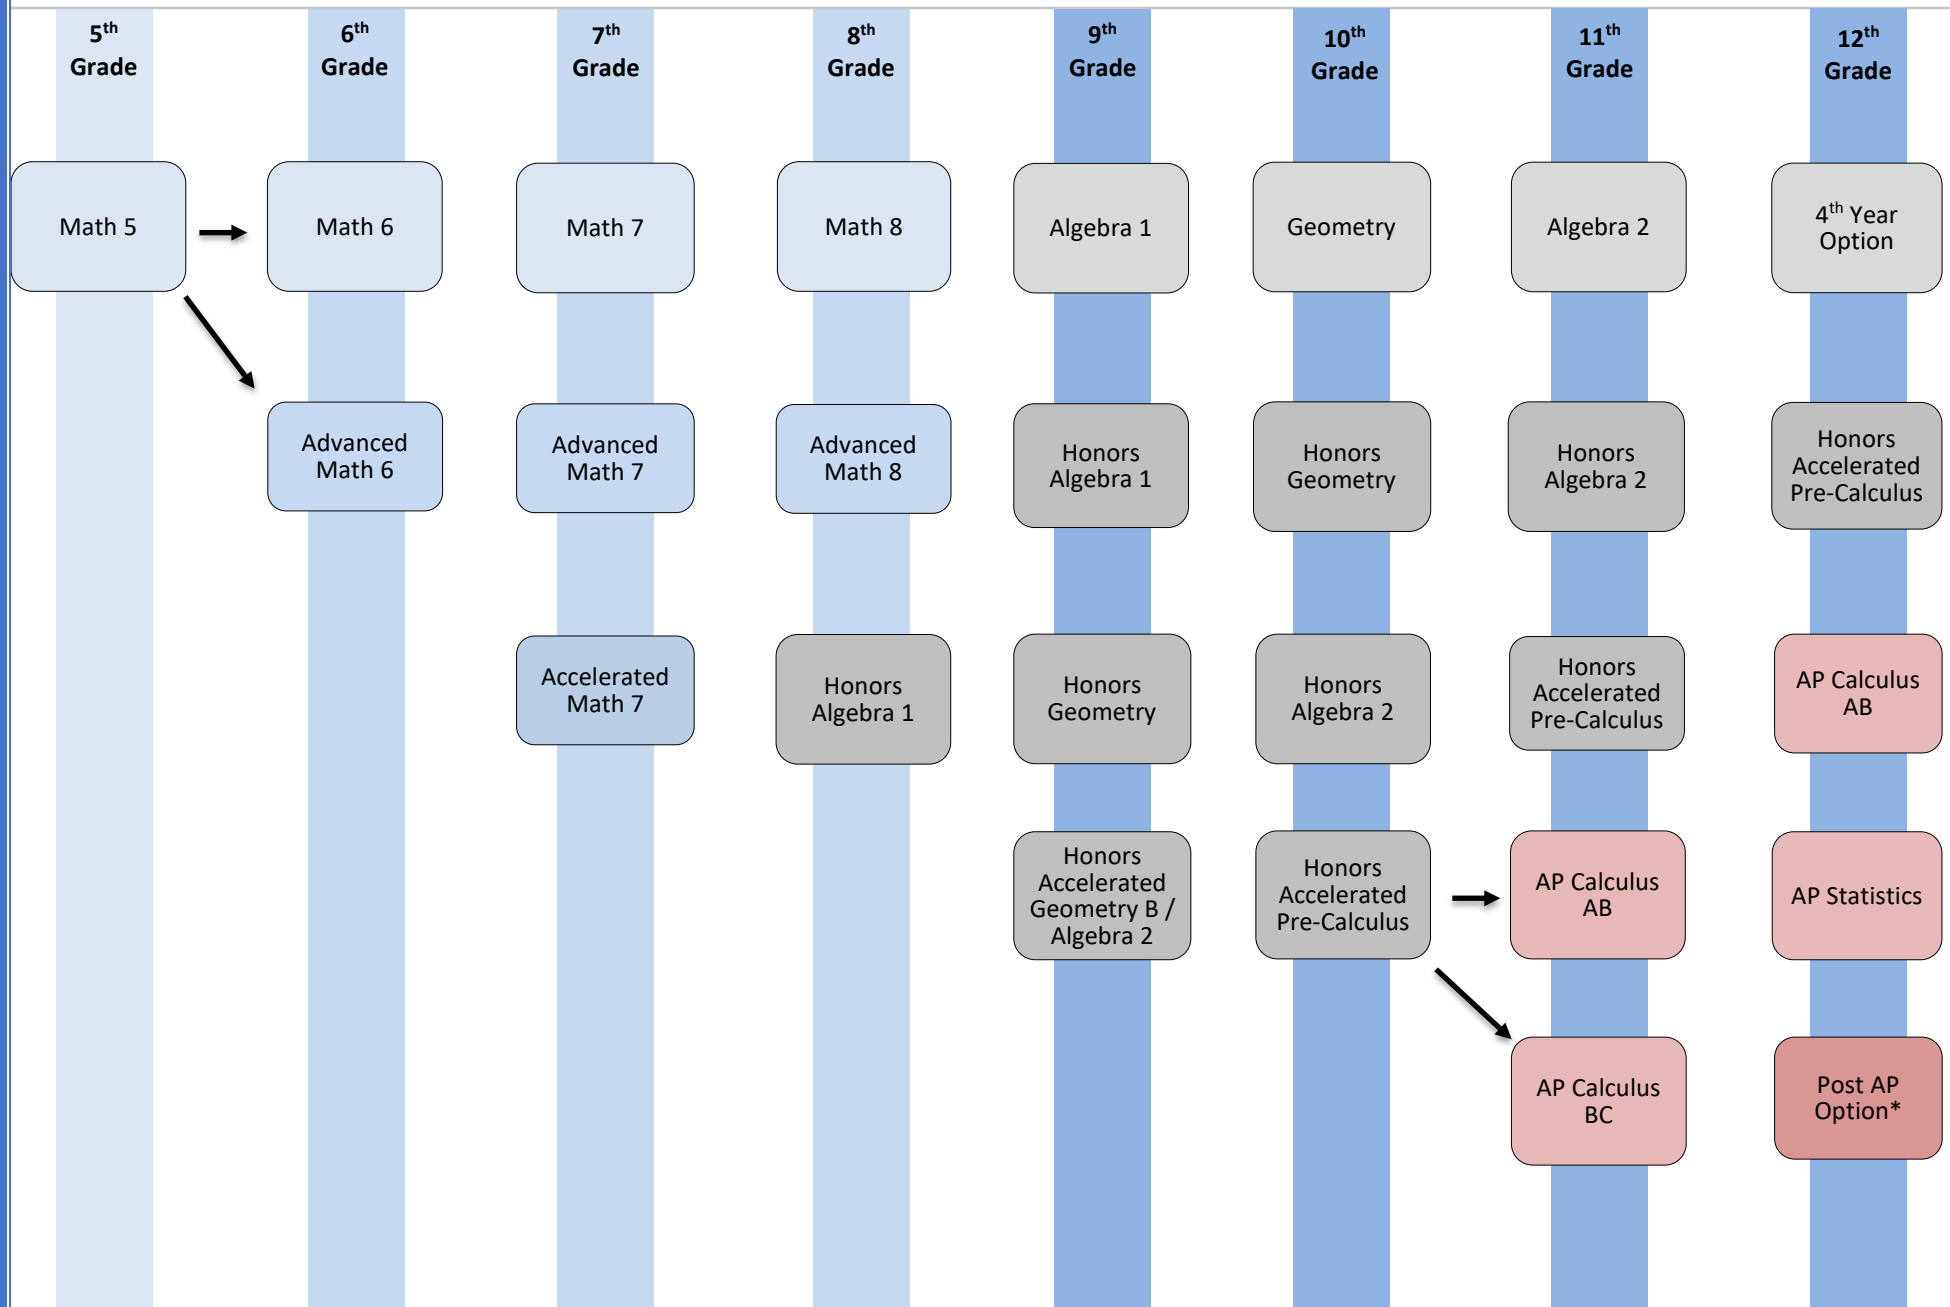 5th
Grade
6th
Grade
7th
Grade
8th
Grade
9th
Grade
10th
Grade
11th
Grade
12th
Grade
Math 5
Math 6
Math 7
Math 8
Algebra 1
Geometry
Algebra 2
4th Year
Option
Advanced
Math 6
Advanced
Math 7
Advanced
Math 8
Honors
Algebra 1
Honors
Geometry
Honors
Algebra 2
Honors
Accelerated
Pre-Calculus
Accelerated
Math 7
Honors
Algebra 1
Honors
Geometry
Honors
Algebra 2
Honors
Accelerated
Pre-Calculus
AP Calculus
AB
Honors
Accelerated
Geometry B /
Algebra 2
Honors
Accelerated
Pre-Calculus
AP Calculus
AB
AP Statistics
AP Calculus
BC
Post AP
Option*